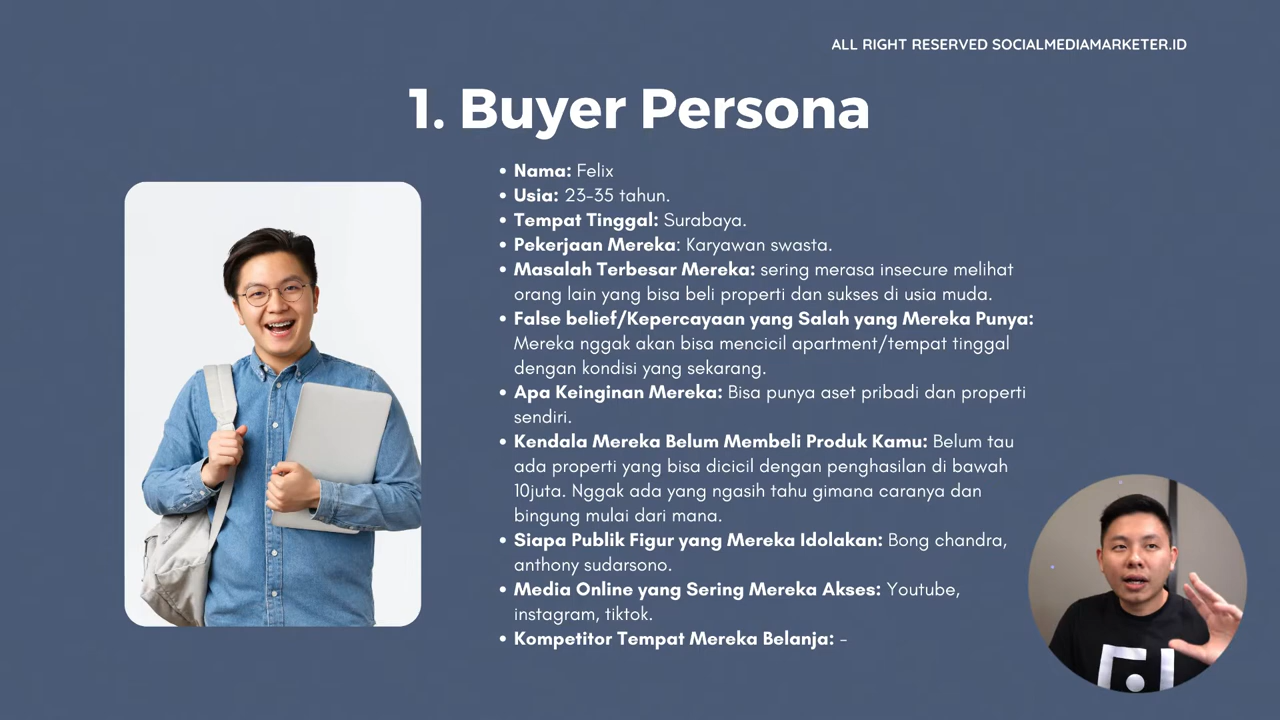 ALL RIGHT RESERVED SOCIALMEDIAMARKETER.ID
1. Buyer Persona
• Nama: Felix
• Usia: 23-35 tahun.
• Tempat Tinggal: Surabaya.
• Pekerjaan Mereka: Karyawan swasta.
• Masalah Terbesar Mereka: sering merasa insecure melihat
orang lain yang bisa beli properti dan sukses di usia muda.
• False belief/Kepercayaan yang Salah yang Mereka Punya:
Mereka nggak akan bisa mencicil apartment/tempat tinggal
dengan kondisi yang sekarang.
• Apa Keinginan Mereka: Bisa punya aset pribadi dan properti
sendiri.
• Kendala Mereka Belum Membeli Produk Kamu: Belum tau
ada properti yang bisa dicicil dengan penghasilan di bawah
10juta. Nggak ada yang ngasih tahu gimana caranya dan
bingung mulai dari mana.
• Siapa Publik Figur yang Mereka Idolakan: Bong chandra,
anthony sudarsono.
• Media Online yang Sering Mereka Akses: Youtube,
instagram, tiktok.
• Kompetitor Tempat Mereka Belanja: -